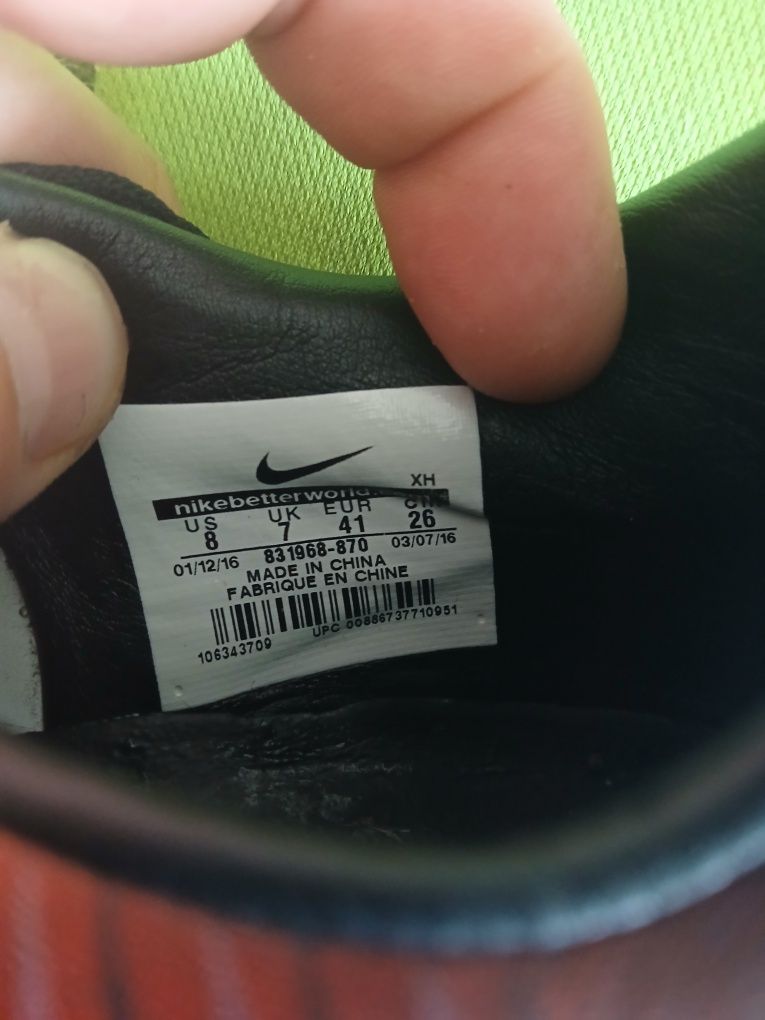 XH
nikebetterworld
US UK EUR
8 7 41 26
01/12/16 831968-870 03/07/16
MADE IN CHINA
FABRIQUE EN CHINE
UPC 00886737710951
106343709